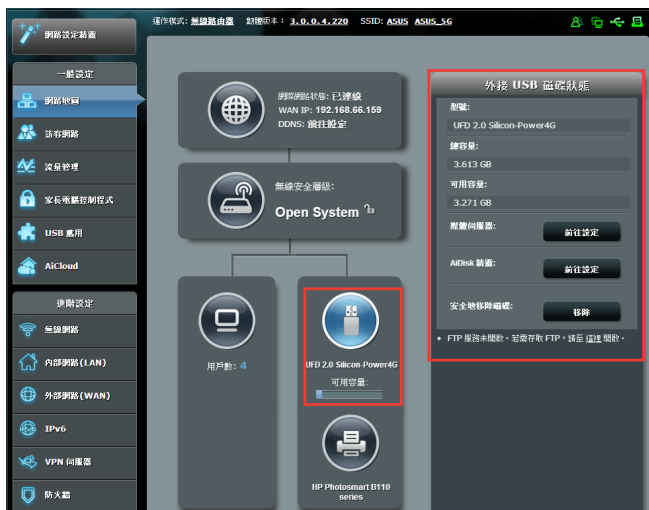 網路設定精靈
運作模式: 無線路由器 韌體版本: 3.0.0.4.220 SSID: ASUS ASUS_5G
一般設定
網路地圖
訪客網路
流量管理
家長電腦控制程式
USB 應用
AiCloud
進階設定
無線網路
內部網路(LAN)
外部網路(WAN)
IPv6
VPN 伺服器
防火牆
網際網路狀態: 已連線
WAN IP: 192.168.66.159
DDNS: 前往設定
無線安全層級:
Open System
用戶數: 4
UFD 2.0 Silicon-Power4G
可用容量:
HP Photosmart B110
series
外接 USB 磁碟狀態
型號:
UFD 2.0 Silicon-Power4G
總容量:
3.613 GB
可用容量:
3.271 GB
媒體伺服器:
前往設定
AiDisk 精靈:
前往設定
安全地移除磁碟:
移除
• FTP 服務未開啟。若需存取 FTP，請至 這裡 開啟。